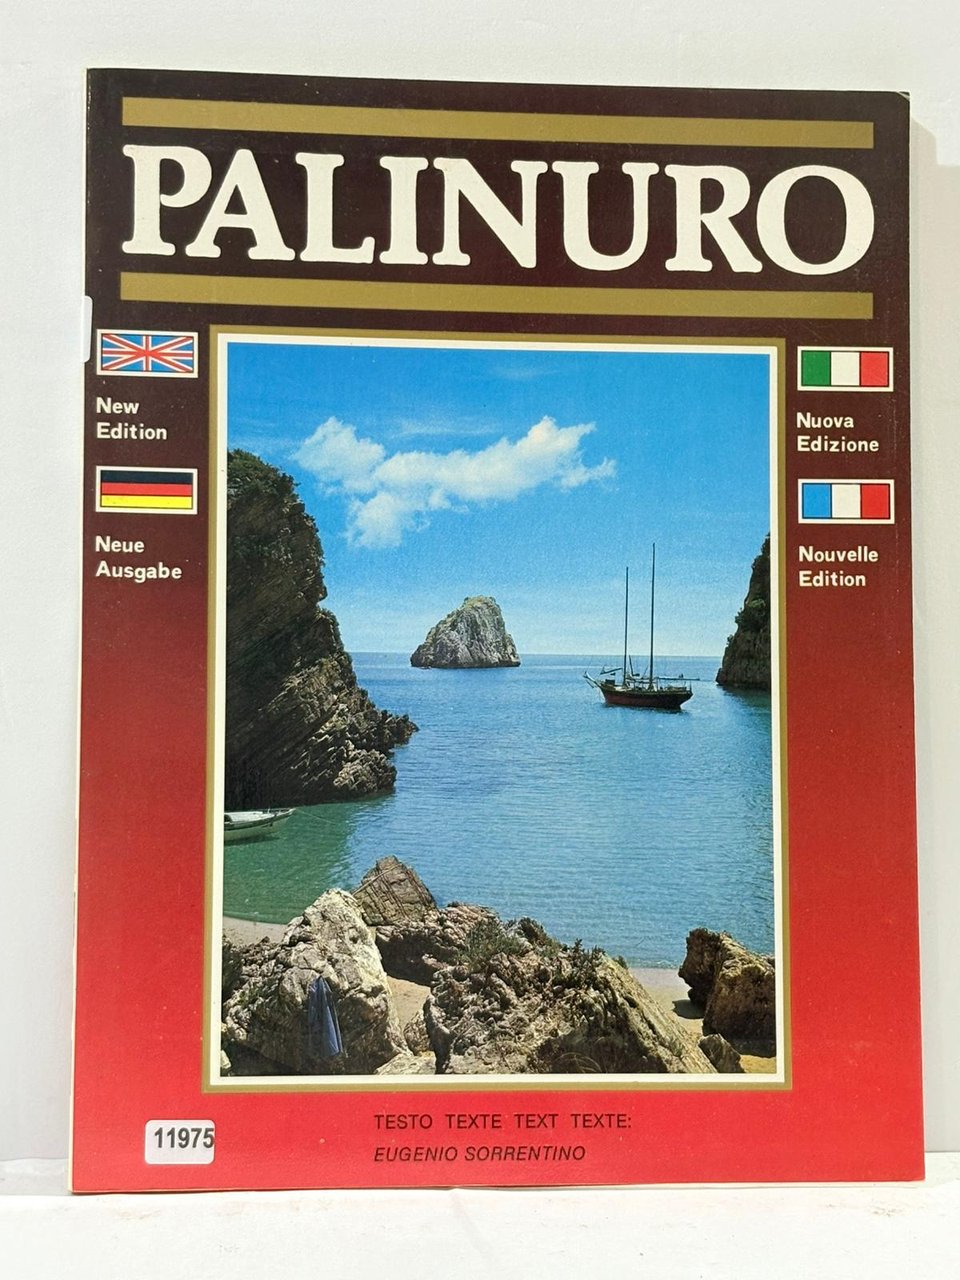 PALINURO
New
Edition
Neue
Ausgabe
Nuova
Edizione
Nouvelle
Edition
TESTO TEXTE TEXT TEXTE:
EUGENIO SORRENTINO
11975